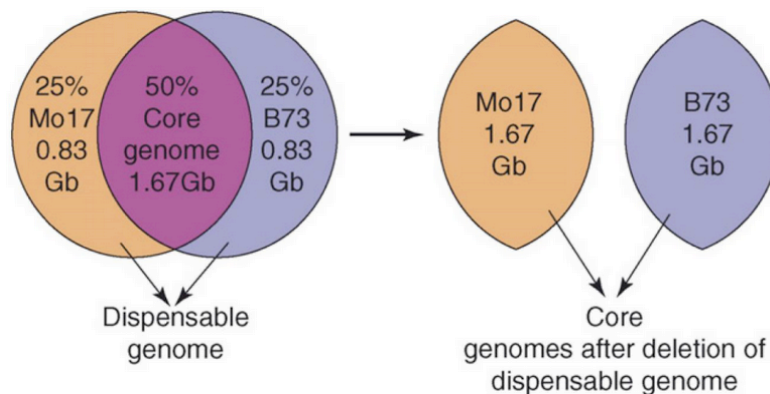 25%
Mo17
0.83
Gb
50%
Core
genome
1.67Gb
25%
B73
0.83
Gb
Mo17
1.67
Gb
B73
1.67
Gb
Dispensable
genome
Core
genomes after deletion of
dispensable genome